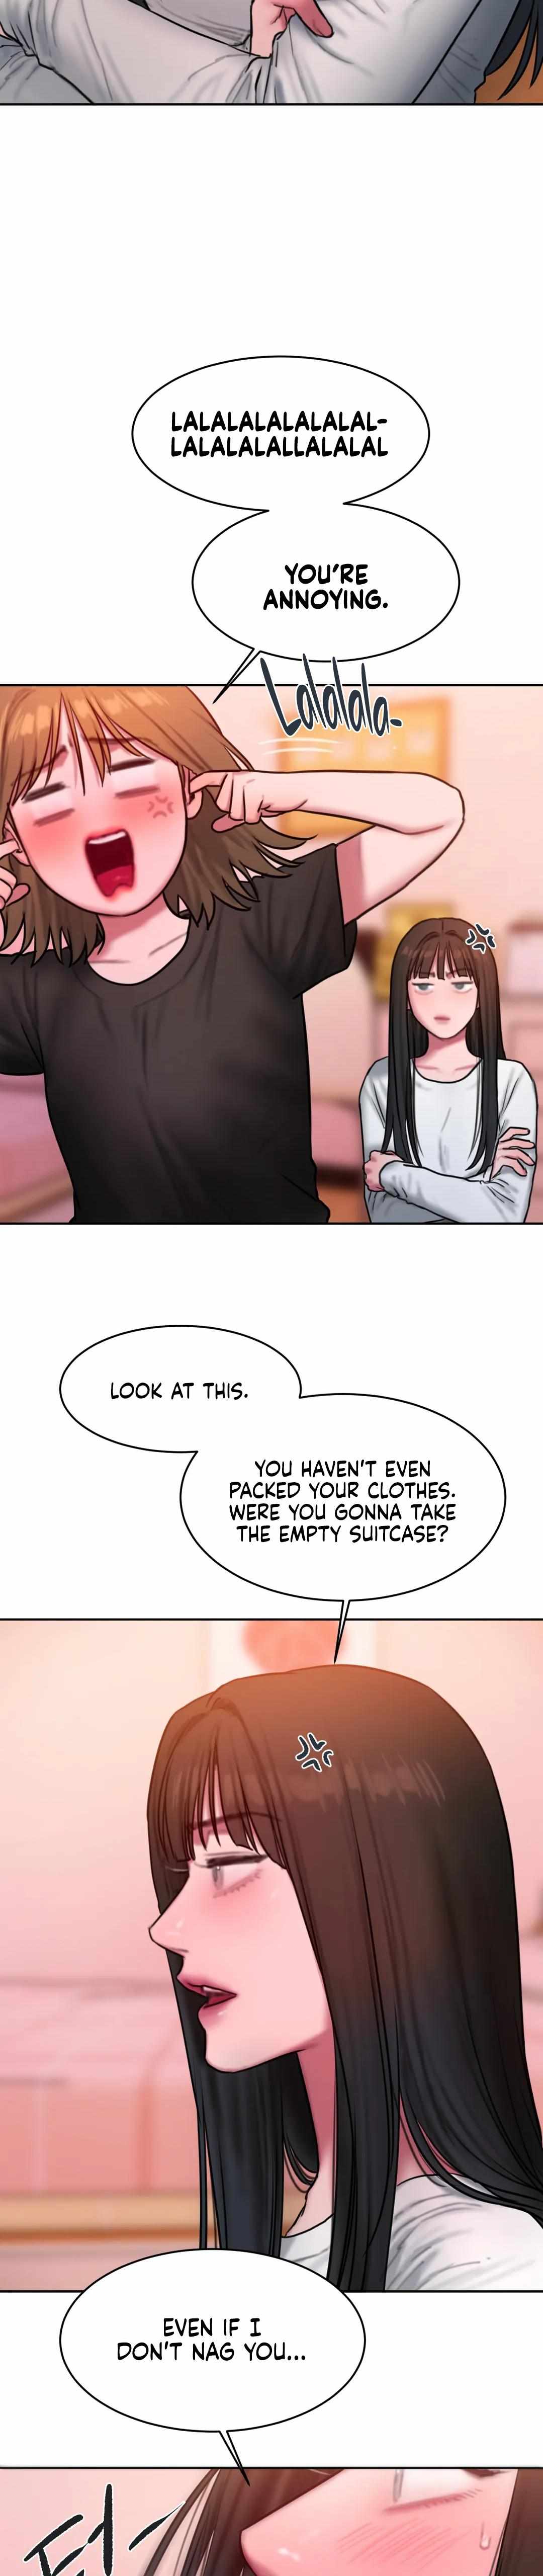 LALALALALALALAL-
LALALALALLALALAL
YOU'RE
ANNOYING.
Lalalala-
LOOK AT THIS.
YOU HAVEN'T EVEN
PACKED YOUR CLOTHES.
WERE YOU GONNA TAKE
THE EMPTY SUITCASE?
EVEN IF I
DON'T NAG YOU...